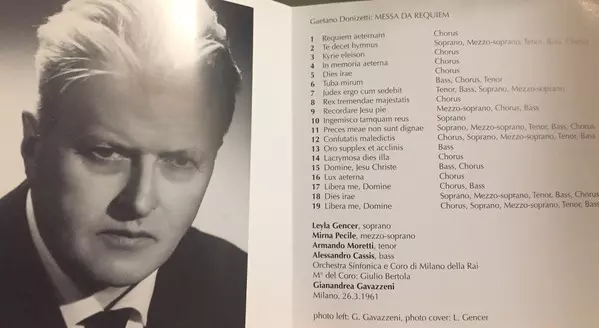 Gaetano Donizetti: MESSA DA REQUIEM
1 Requiem aeternam Chorus
2 Te decet hymnus Soprano, Mezzo-soprano, Tenor, Bass, Chorus
3 Kyrie eleison Chorus
4 In memoria aeterna Chorus
5 Dies irae Chorus
6 Tuba mirum Bass, Chorus, Tenor
7 Judex ergo cum sedebit Tenor, Bass, Soprano, Mezzo-soprano
8 Rex tremendae majestatis Chorus
9 Recordare Jesu pie Mezzo-soprano, Chorus, Bass
10 Ingemisco tamquam reus Soprano
11 Preces meae non sunt dignae Soprano, Mezzo-soprano, Tenor, Bass, Chorus
12 Confutatis maledictis Chorus, Soprano, Mezzo-soprano, Tenor, Bass
13 Oro supplex et acclinis Bass
14 Lacrymosa dies illa Chorus
15 Domine, Jesu Christe Bass, Chorus
16 Lux aeterna Chorus
17 Libera me, Domine Chorus, Bass
18 Dies irae Soprano, Mezzo-soprano, Tenor, Bass, Chorus
19 Libera me, Domine Chorus, Soprano, Mezzo-soprano, Tenor, Bass
Leyla Gencer, soprano
Mirna Pecile, mezzo-soprano
Armando Moretti, tenor
Alessandro Cassis, bass
Orchestra Sinfonica e Coro di Milano della Rai
M° del Coro: Giulio Bertola
Gianandrea Gavazzeni
Milano, 26.3.1961
photo left: G. Gavazzeni, photo cover: L. Gencer